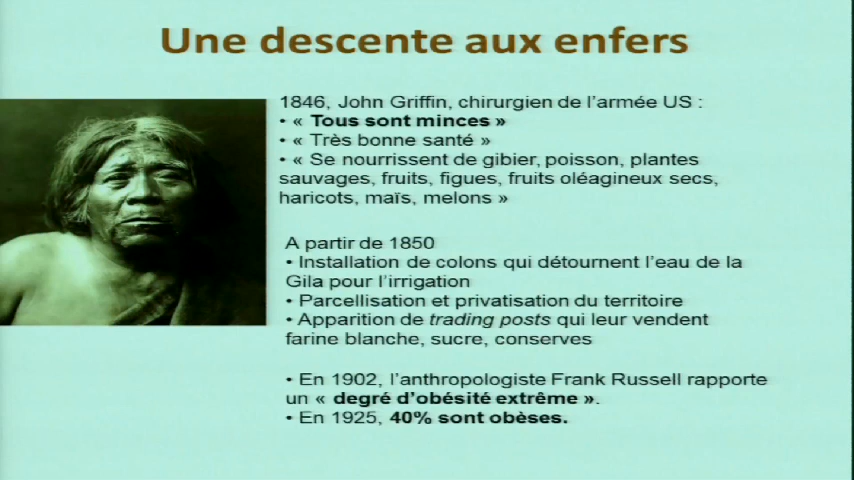 Une descente aux enfers
1846, John Griffin, chirurgien de l'armée US :
• « Tous sont minces »
• « Très bonne santé »
• « Se nourrissent de gibier, poisson, plantes
sauvages, fruits, figues, fruits oléagineux secs,
haricots, maïs, melons »
A partir de 1850
• Installation de colons qui détournent l'eau de la
Gila pour l'irrigation
• Parcellisation et privatisation du territoire
• Apparition de trading posts qui leur vendent
farine blanche, sucre, conserves
• En 1902, l'anthropologiste Frank Russell rapporte
un « degré d'obésité extrême ».
• En 1925, 40% sont obèses.